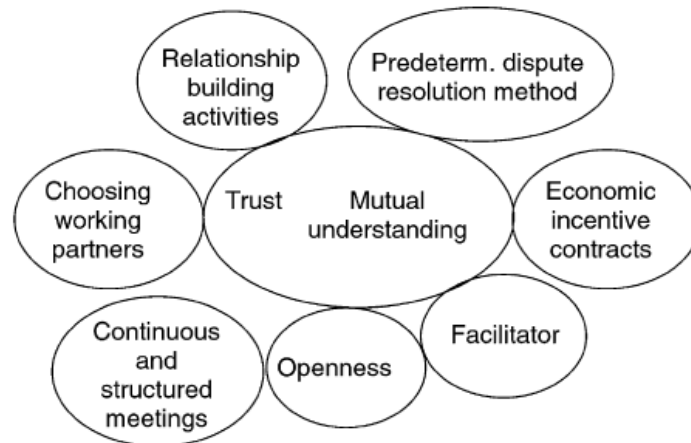 Relationship
building
activities
Predeterm. dispute
resolution method
Choosing
working
partners
Trust
Mutual
understanding
Economic
incentive
contracts
Continuous
and
structured
meetings
Openness
Facilitator